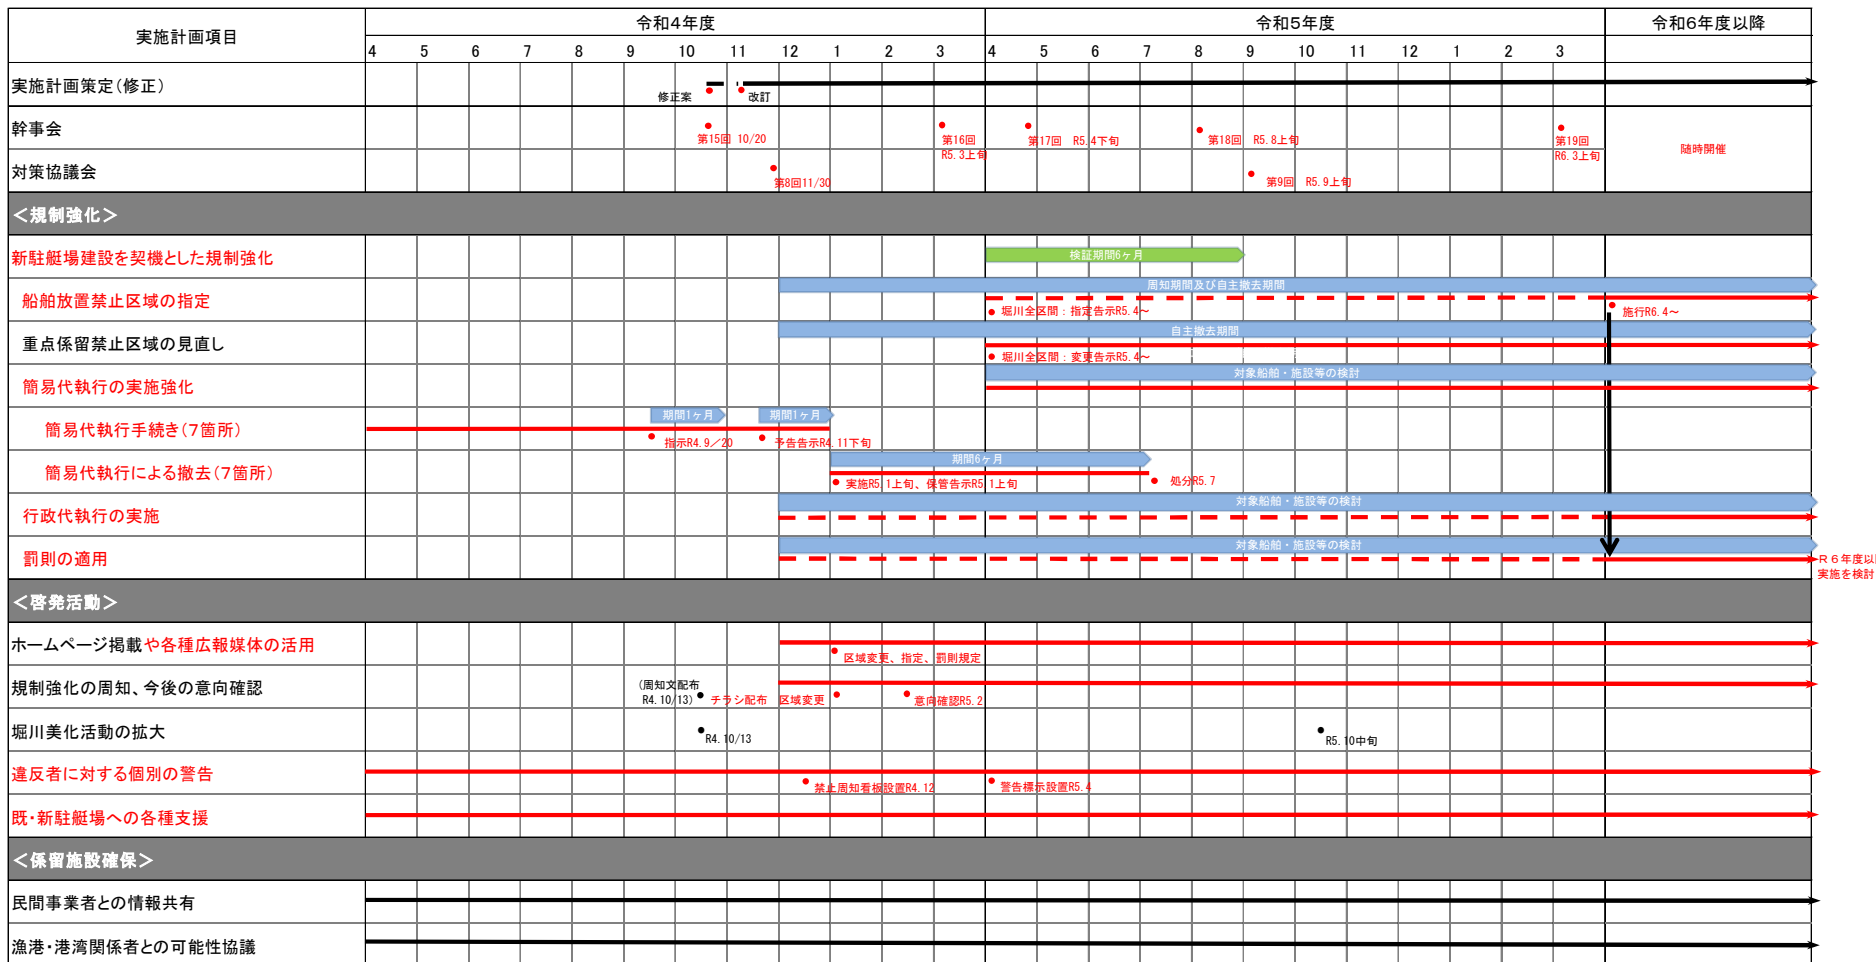 実施計画項目
令和4年度
令和5年度
令和6年度以降
4 5 6 7 8 9 10 11 12 1 2 3 4 5 6 7 8 9 10 11 12 1 2 3
実施計画策定(修正)
修正案
改訂
幹事会
第15回 10/20
第16回
R5.3上旬
第17回 R5.4下旬
第18回 R5.8上旬
第19回
R6.3上旬
随時開催
対策協議会
第8回11/30
第9回 R5.9上旬
＜規制強化＞
新駐艇場建設を契機とした規制強化
検証期間6ヶ月
船舶放置禁止区域の指定
周知期間及び自主撤去期間
堀川全区間：指定告示R5.4～
施行R6.4～
重点係留禁止区域の見直し
自主撤去期間
堀川全区間：変更告示R5.4～
簡易代執行の実施強化
対象船舶・施設等の検討
簡易代執行手続き(7箇所)
期間1ヶ月
期間1ヶ月
指示R4.9／20
予告告示R4.11下旬
簡易代執行による撤去(7箇所)
期間6ヶ月
実施R5.1上旬、保管告示R5.1上旬
処分R5.7
行政代執行の実施
対象船舶・施設等の検討
罰則の適用
対象船舶・施設等の検討
R６年度以
実施を検討
＜啓発活動＞
ホームページ掲載や各種広報媒体の活用
区域変更、指定、罰則規定
規制強化の周知、今後の意向確認
(周知文配布
R4.10/13)
チラシ配布 区域変更
意向確認R5.2
堀川美化活動の拡大
R4.10/13
R5.10中旬
違反者に対する個別の警告
禁止周知看板設置R4.12
警告標示設置R5.4
既・新駐艇場への各種支援
＜係留施設確保＞
民間事業者との情報共有
漁港・港湾関係者との可能性協議